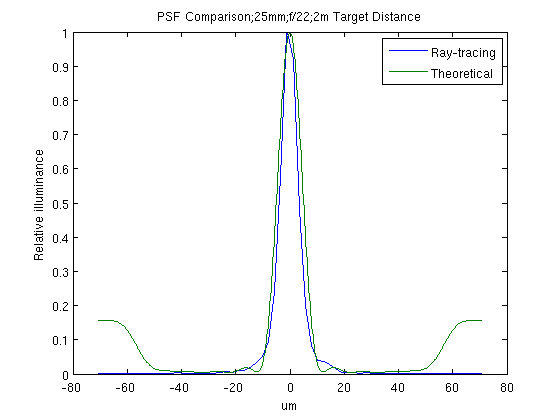 PSF Comparison;25mm;f/22;2m Target Distance
Ray-tracing
Theoretical
Relative illuminance
1
0.9
0.8
0.7
0.6
0.5
0.4
0.3
0.2
0.1
0
-80 -60 -40 -20 0 20 40 60 80
um